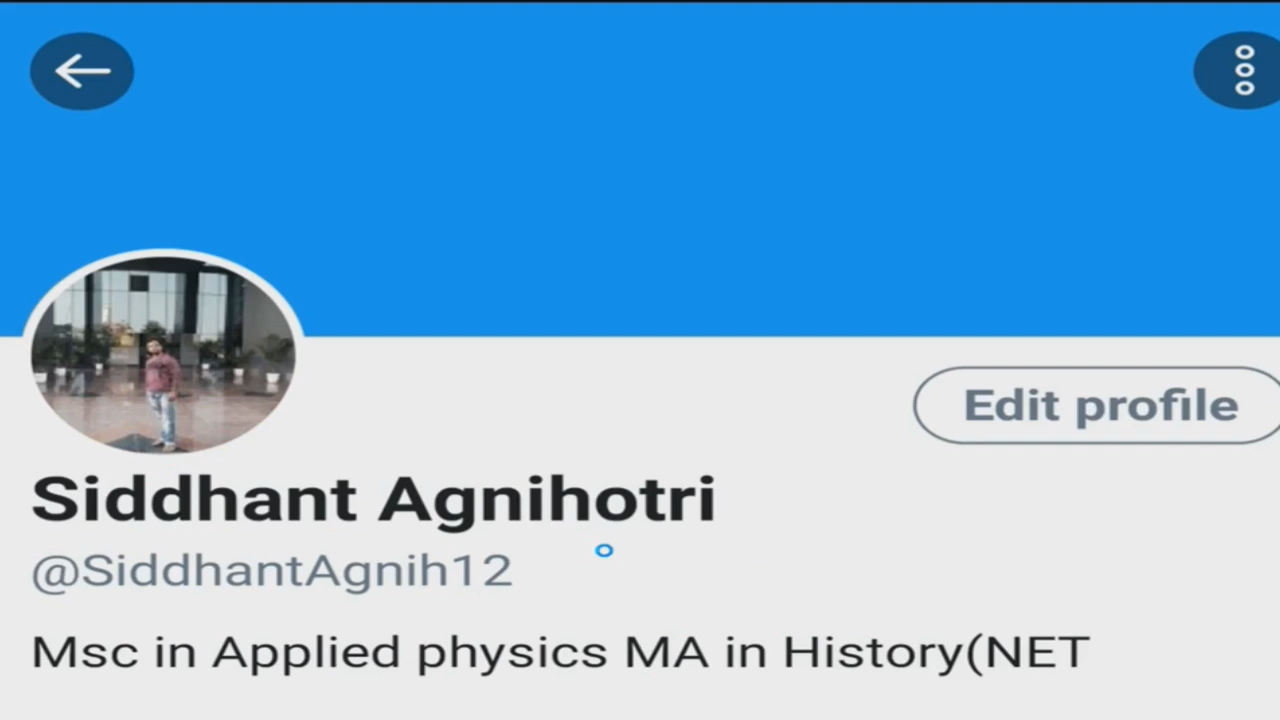 Edit profile
Siddhant Agnihotri
@SiddhantAgnih12
Msc in Applied physics MA in History(NET